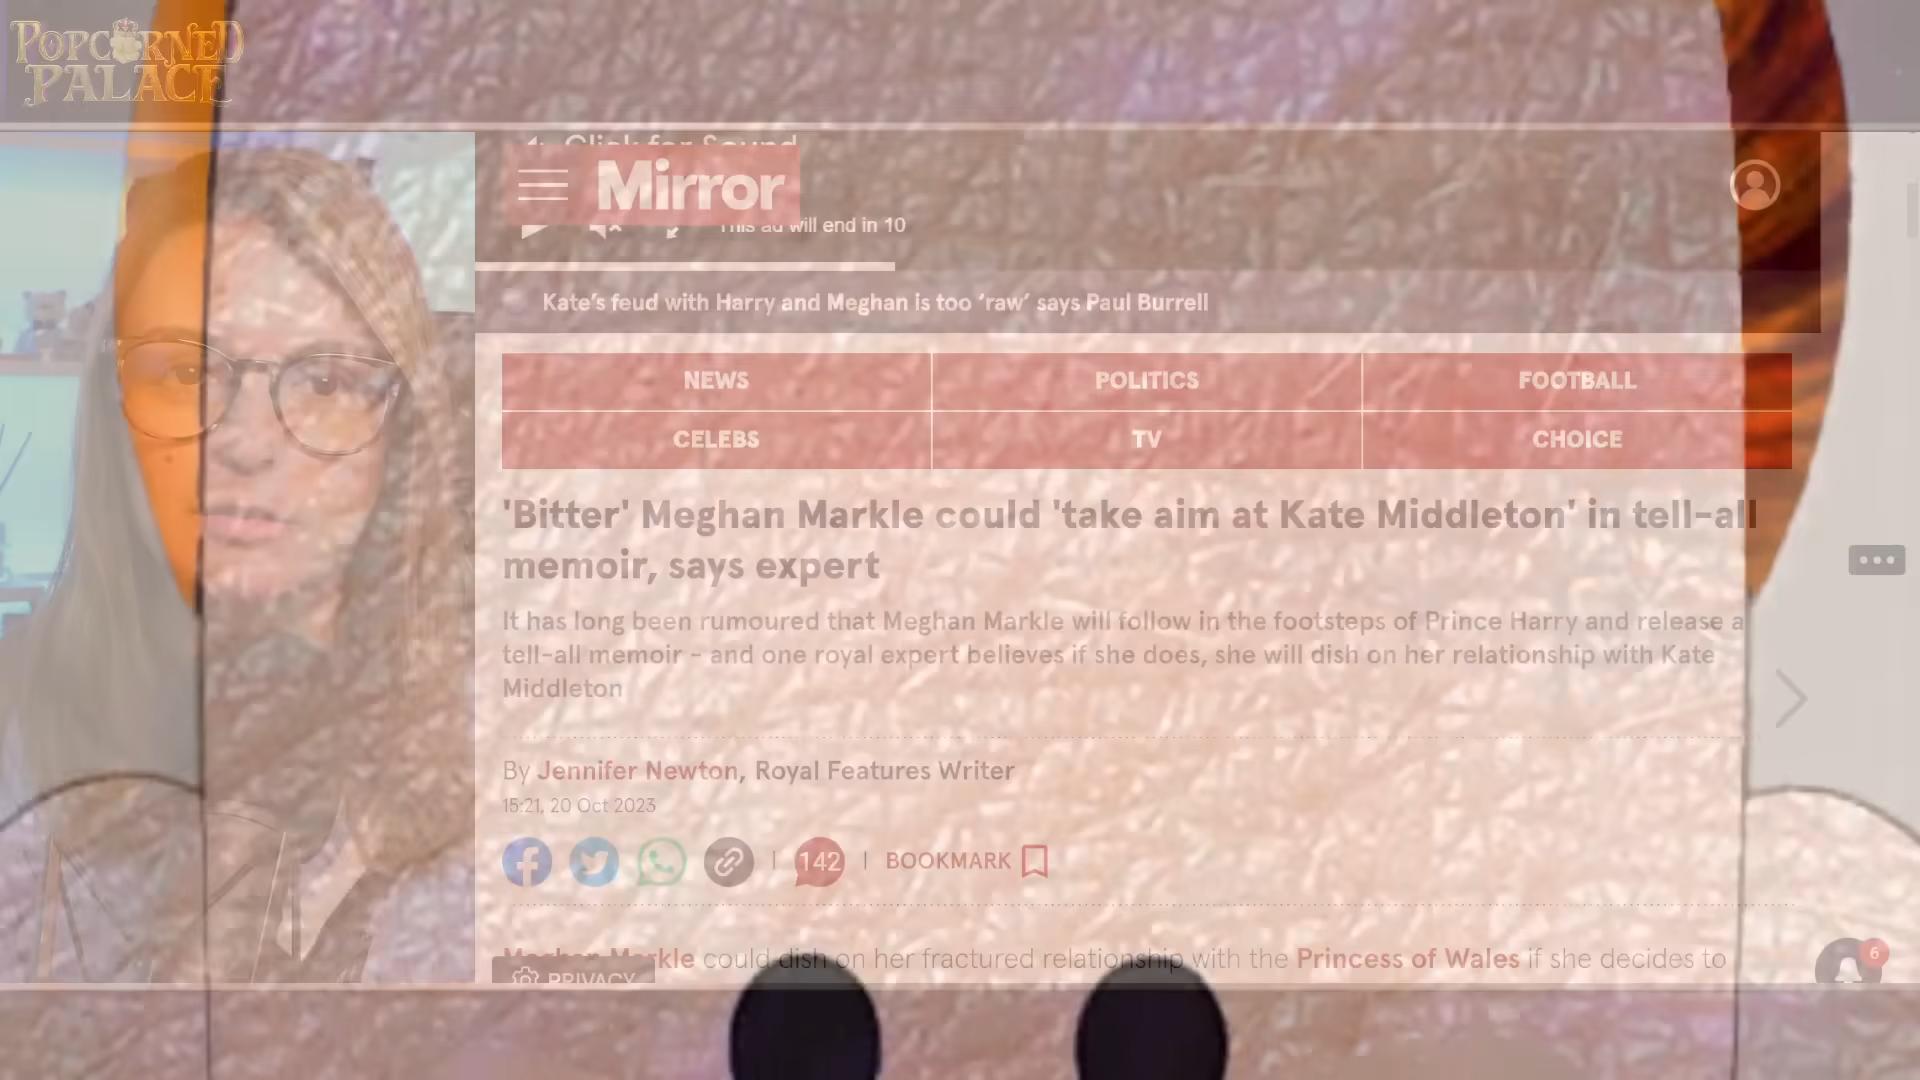 POPCORNED
PALACE
Click for Sound
Mirror
This ad will end in 10
Kate’s feud with Harry and Meghan is too ‘raw’ says Paul Burrell
NEWS POLITICS FOOTBALL
CELEBS TV CHOICE
'Bitter' Meghan Markle could 'take aim at Kate Middleton' in tell-all
memoir, says expert
It has long been rumoured that Meghan Markle will follow in the footsteps of Prince Harry and release a
tell-all memoir - and one royal expert believes if she does, she will dish on her relationship with Kate
Middleton
By Jennifer Newton, Royal Features Writer
15:21, 20 Oct 2023
142 BOOKMARK
Meghan Markle could dish on her fractured relationship with the Princess of Wales if she decides to
PRIVACY
6